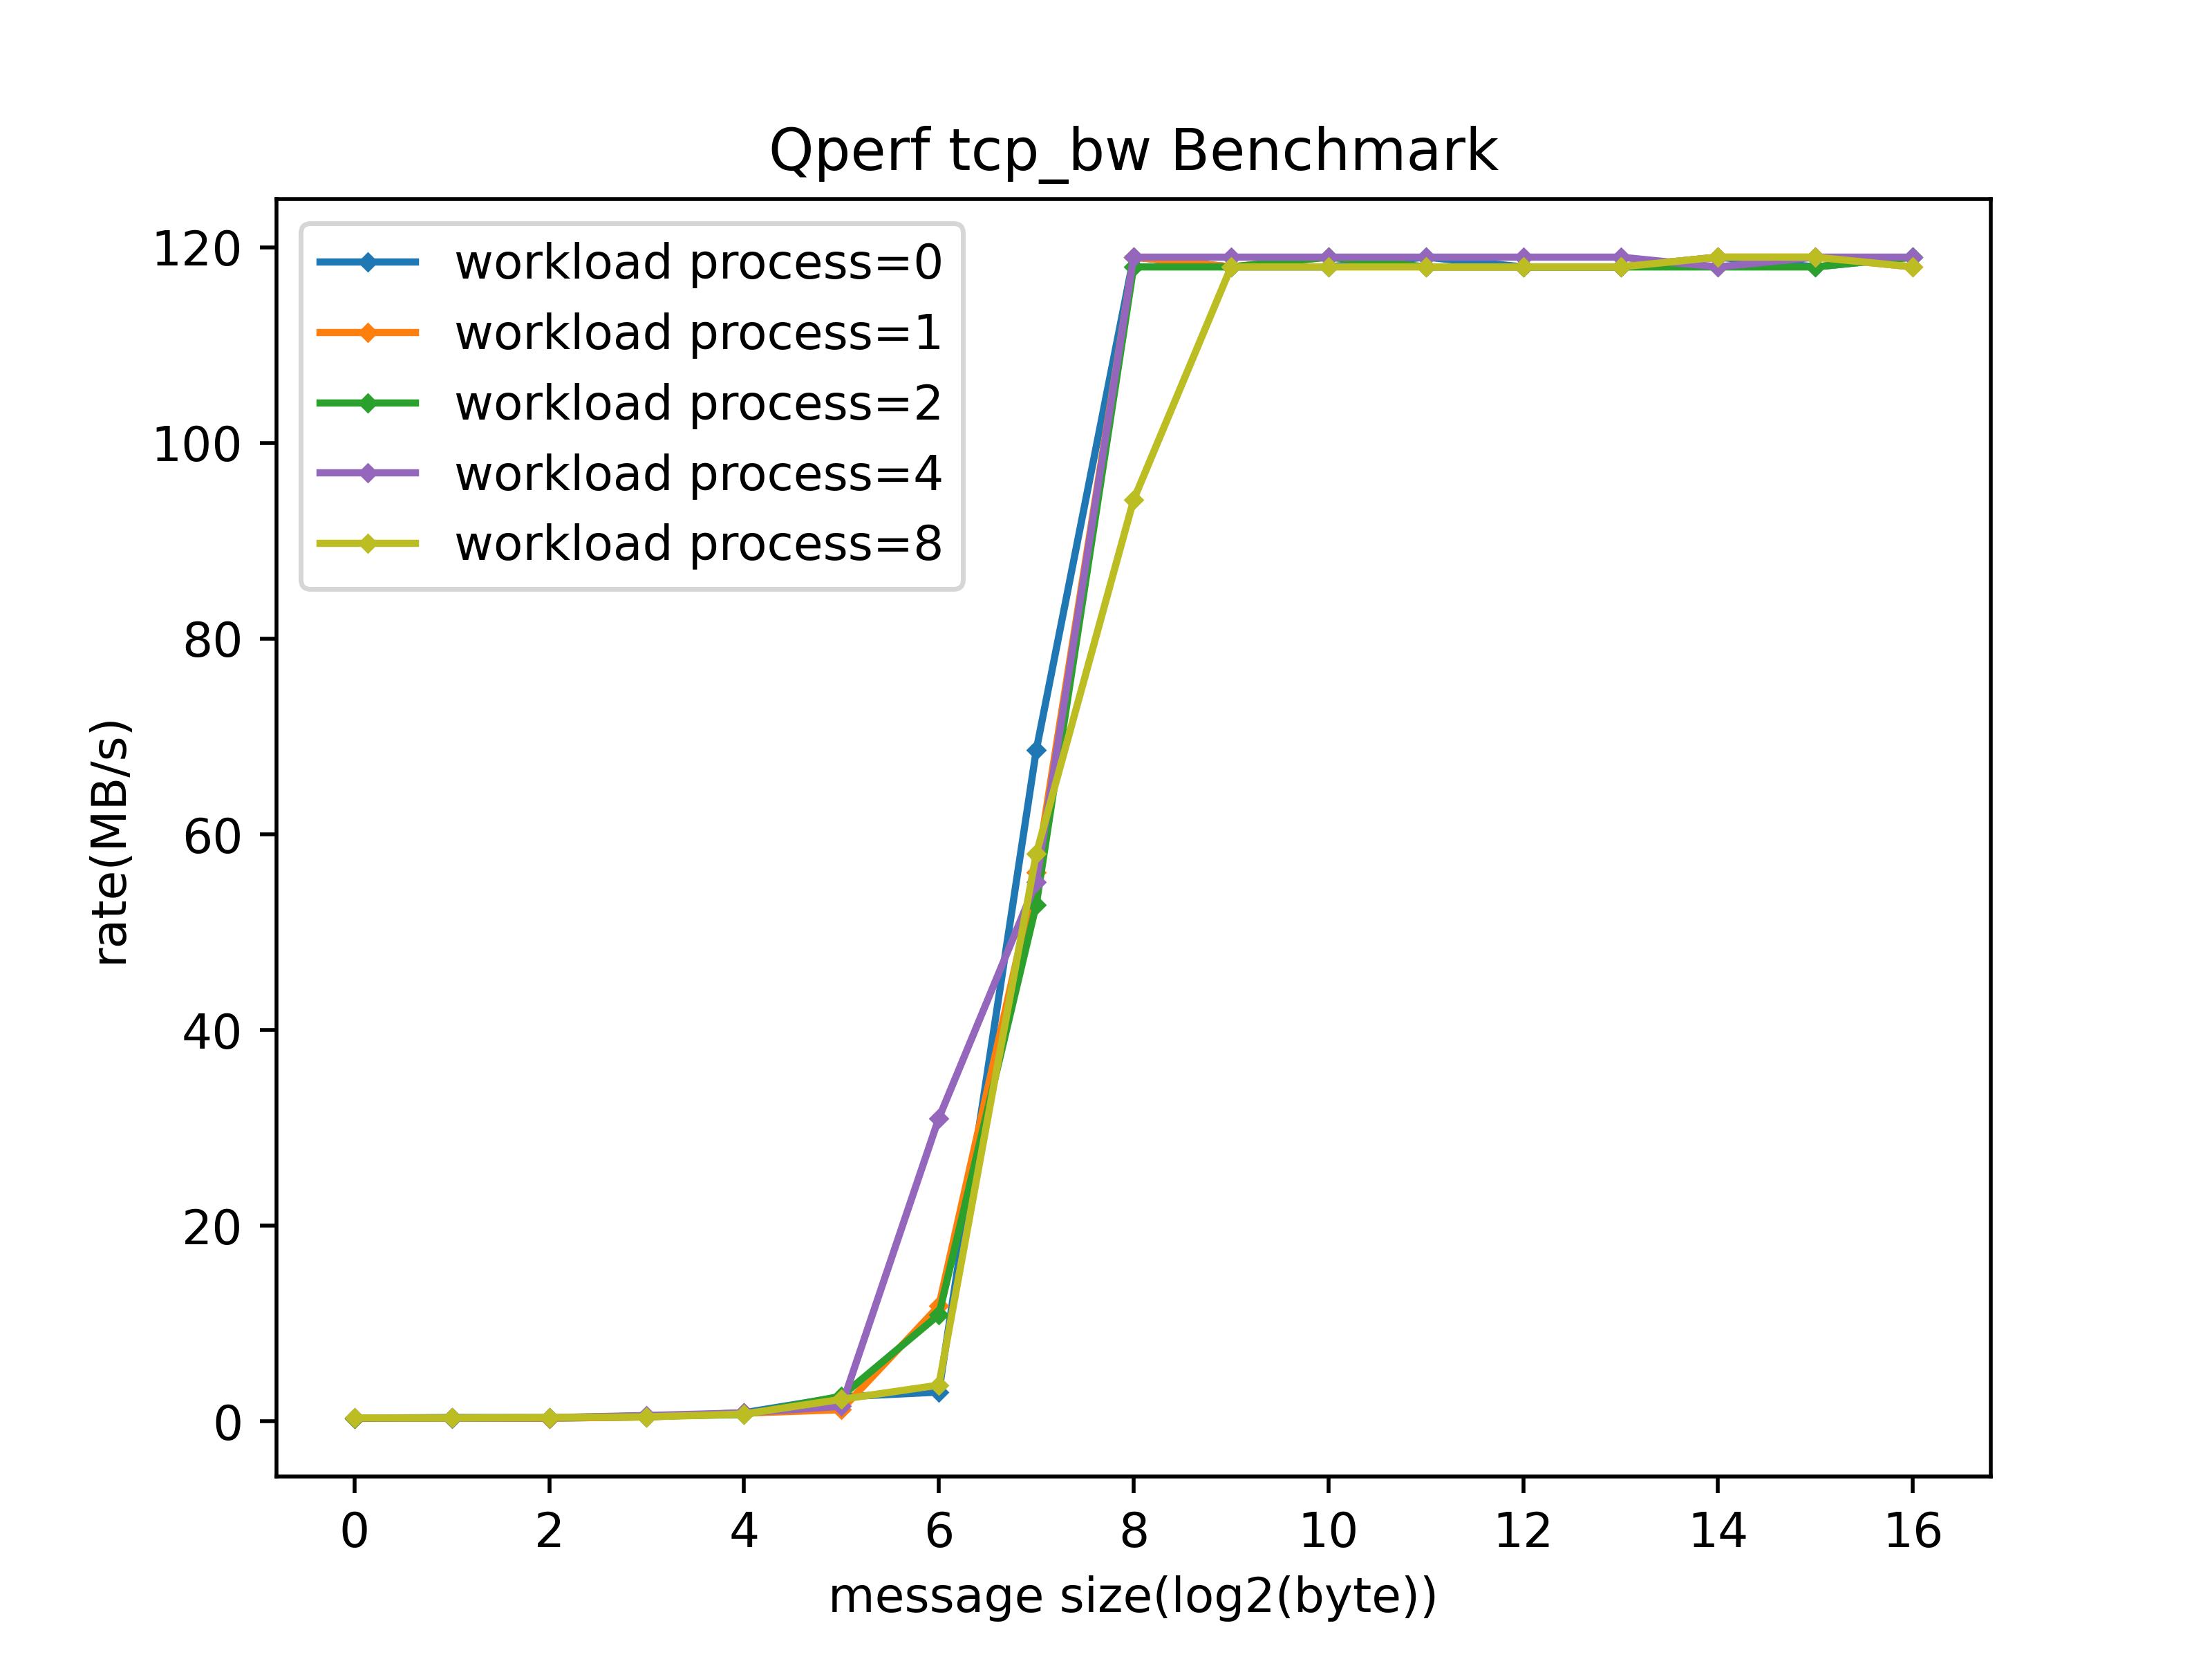 Qperf tcp_bw Benchmark
workload process=0
workload process=1
workload process=2
workload process=4
workload process=8
120
100
80
60
40
20
0
rate(MB/s)
0 2 4 6 8 10 12 14 16
message size(log2(byte))